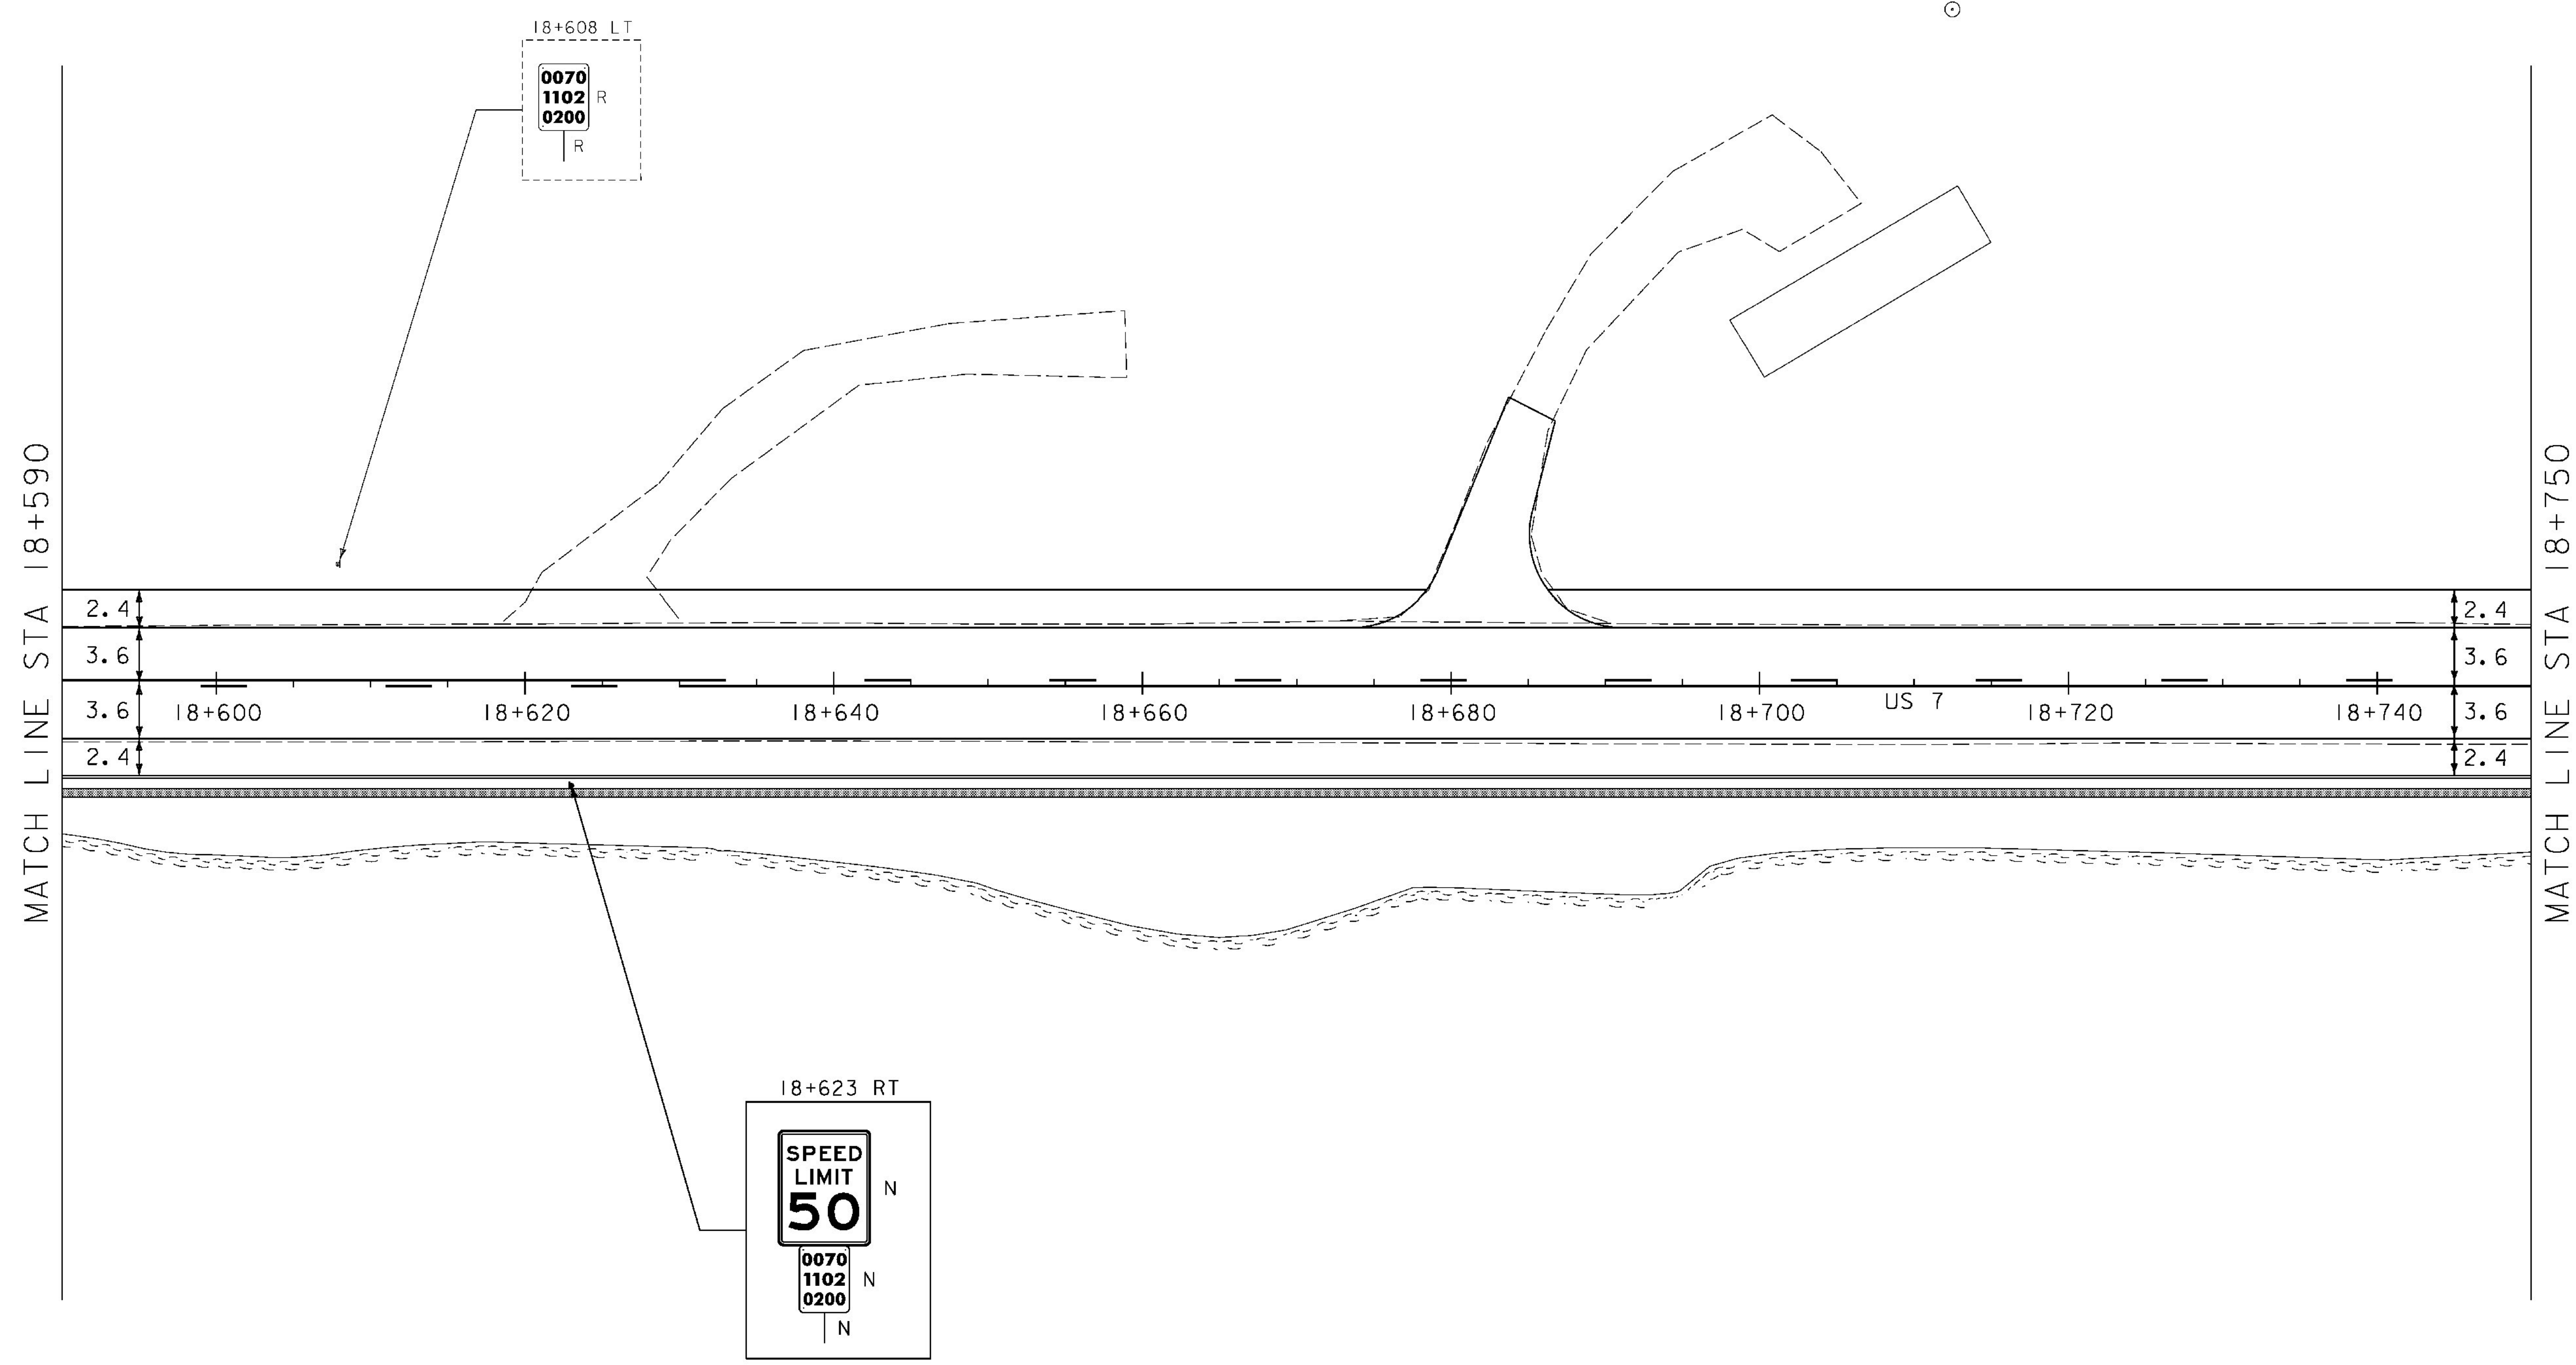 18+608 LT
0070
1102
0200
R
R
MATCH LINE STA 18+590
MATCH LINE STA 18+750
2.4
3.6
3.6
2.4
2.4
3.6
3.6
2.4
18+600
18+620
18+640
18+660
18+680
18+700
US 7
18+720
18+740
18+623 RT
SPEED
LIMIT
50
N
0070
1102
0200
N
N